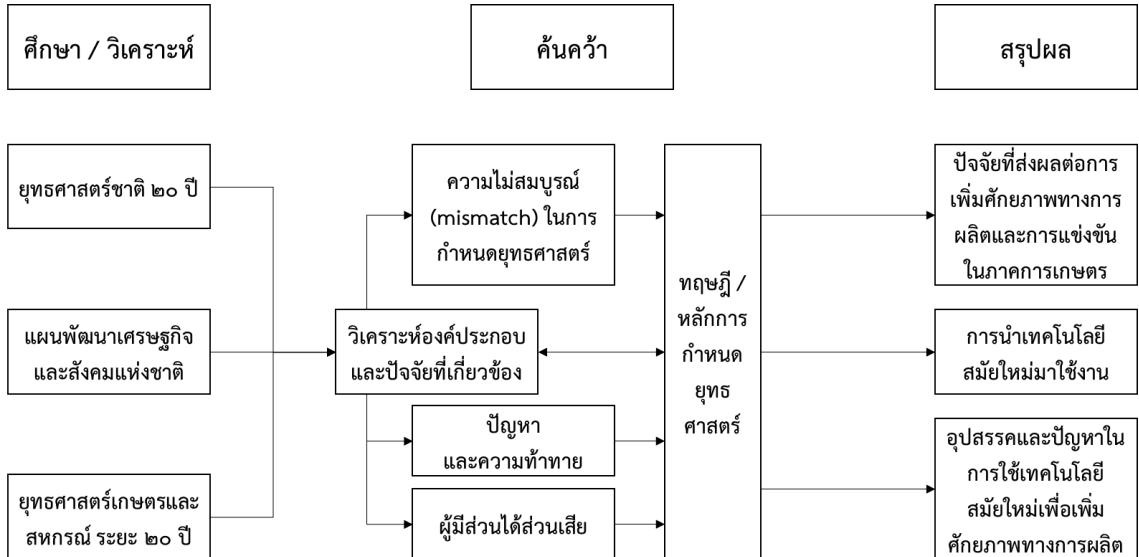 ศึกษา / วิเคราะห์
ค้นคว้า
สรุปผล
ยุทธศาสตร์ชาติ ๒๐ ปี
แผนพัฒนาเศรษฐกิจ
และสังคมแห่งชาติ
ยุทธศาสตร์เกษตรและ
สหกรณ์ ระยะ ๒๐ ปี
ความไม่สมบูรณ์
(mismatch) ในการ
กำหนดยุทธศาสตร์
วิเคราะห์องค์ประกอบ
และปัจจัยที่เกี่ยวข้อง
ปัญหา
และความท้าทาย
ผู้มีส่วนได้ส่วนเสีย
ทฤษฎี /
หลักการ
กำหนด
ยุทธ
ศาสตร์
ปัจจัยที่ส่งผลต่อการ
เพิ่มศักยภาพทางการ
ผลิตและการแข่งขัน
ในภาคการเกษตร
การนำเทคโนโลยี
สมัยใหม่มาใช้งาน
อุปสรรคและปัญหาใน
การใช้เทคโนโลยี
สมัยใหม่เพื่อเพิ่ม
ศักยภาพทางการผลิต